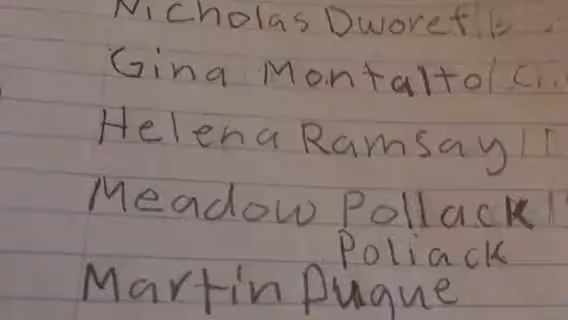 Nicholas Dworet
Gina Montalto
Helena Ramsay
Meadow Pollack
Poliack
Martin Duque